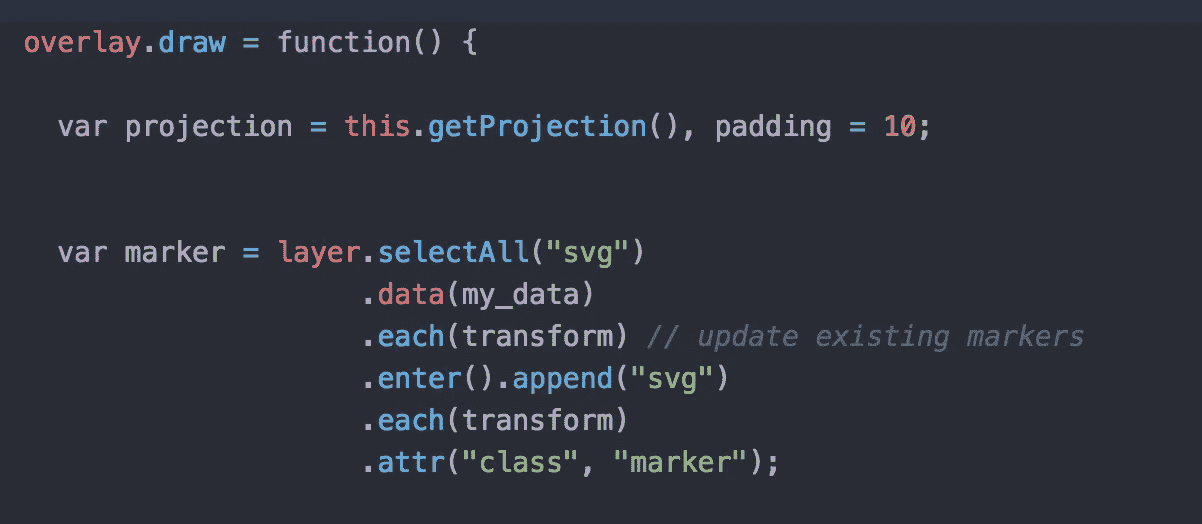 overlay.draw = function() {
var projection = this.getProjection(), padding = 10;
var marker = layer.selectAll("svg")
.data(my_data)
.each(transform) // update existing markers
.enter().append("svg")
.each(transform)
.attr("class", "marker");